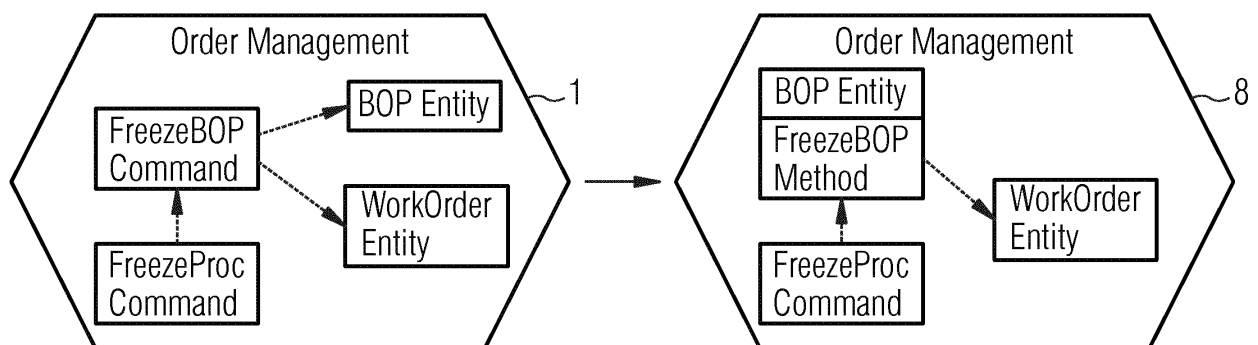 Order Management
1
BOP Entity
FreezeBOP
Command
WorkOrder
Entity
FreezeProc
Command
Order Management
8
BOP Entity
FreezeBOP
Method
WorkOrder
Entity
FreezeProc
Command